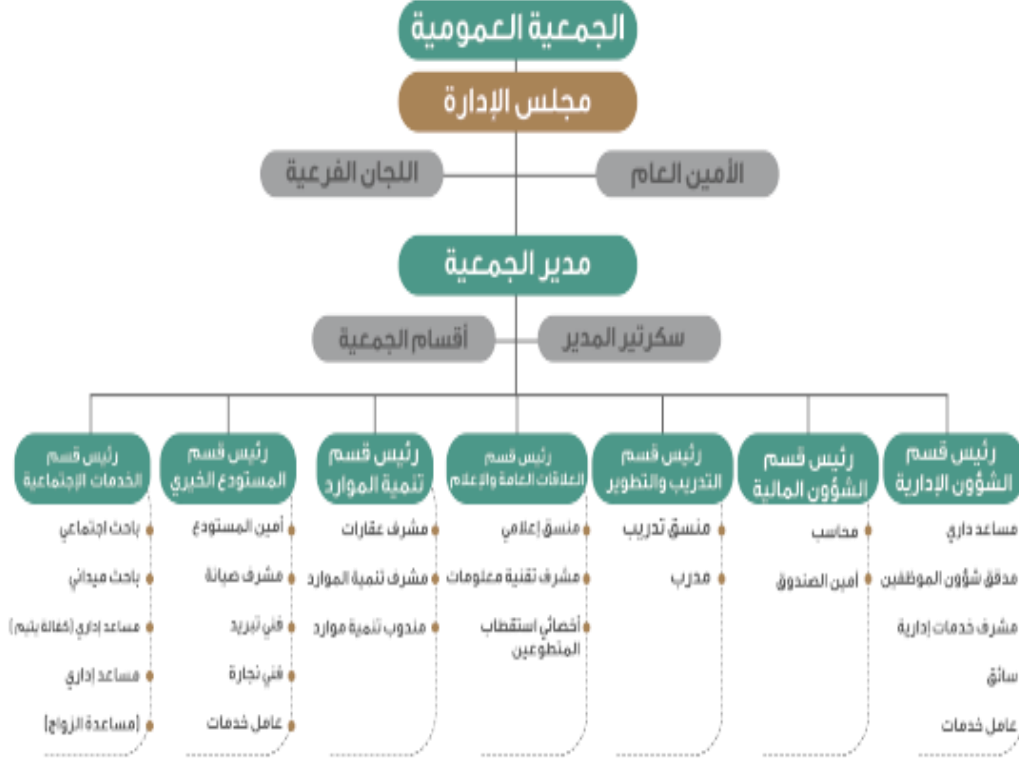 الجمعية العمومية
مجلس الإدارة
الأمين العام
اللجان الفرعية
مدير الجمعية
سكرتير المدير
أقسام الجمعية
رئيس قسم
الشؤون الإدارية
مساعد داري
مدقق شؤون الموظفين
مشرف خدمات إدارية
سائق
عامل خدمات
رئيس قسم
الشؤون المالية
محاسب
أمين الصندوق
رئيس قسم
التدريب والتطوير
منسق تدريب
مدرب
رئيس قسم
العلاقات العامة والإعلام
منسق إعلامي
مشرف تقنية معلومات
أخصائي استقطاب
المتطوعين
رئيس قسم
تنمية الموارد
مشرف عقارات
مشرف تنمية الموارد
مندوب تنمية موارد
رئيس قسم
المستودع الخيري
أمين المستودع
مشرف صيانة
فني تبريد
فني نجارة
عامل خدمات
رئيس قسم
الخدمات الإجتماعية
باحث اجتماعي
باحث ميداني
مساعد إداري (كفالة يتيم)
مساعد إداري
(مساعدة الزواج)